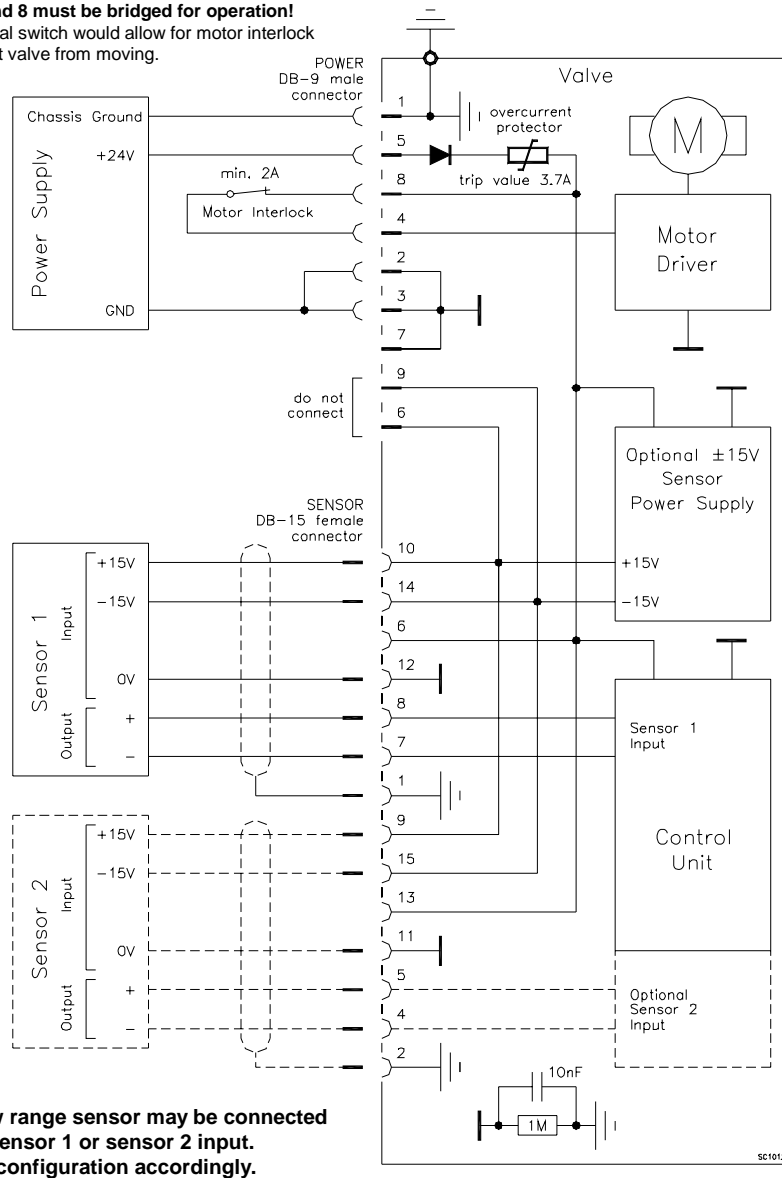 nd 8 must be bridged for operation!
al switch would allow for motor interlock
t valve from moving.
POWER
DB-9 male
connector
Valve
Chassis Ground
1
overcurrent
protector
+24V
5
M
min. 2A
8
trip value 3.7A
Motor Interlock
4
Motor
Driver
Power Supply
2
GND
3
7
9
do not
connect
6
Optional ±15V
Sensor
Power Supply
SENSOR
DB-15 female
connector
+15V
10
+15V
-15V
14
-15V
Input
6
Sensor 1
0V
12
+
8
Sensor 1
Input
Output
-
7
1
+15V
9
Control
Unit
-15V
15
Input
13
Sensor 2
0V
11
+
5
Optional
Sensor 2
Input
Output
-
4
2
10nF
1M
range sensor may be connected
ensor 1 or sensor 2 input.
configuration accordingly.